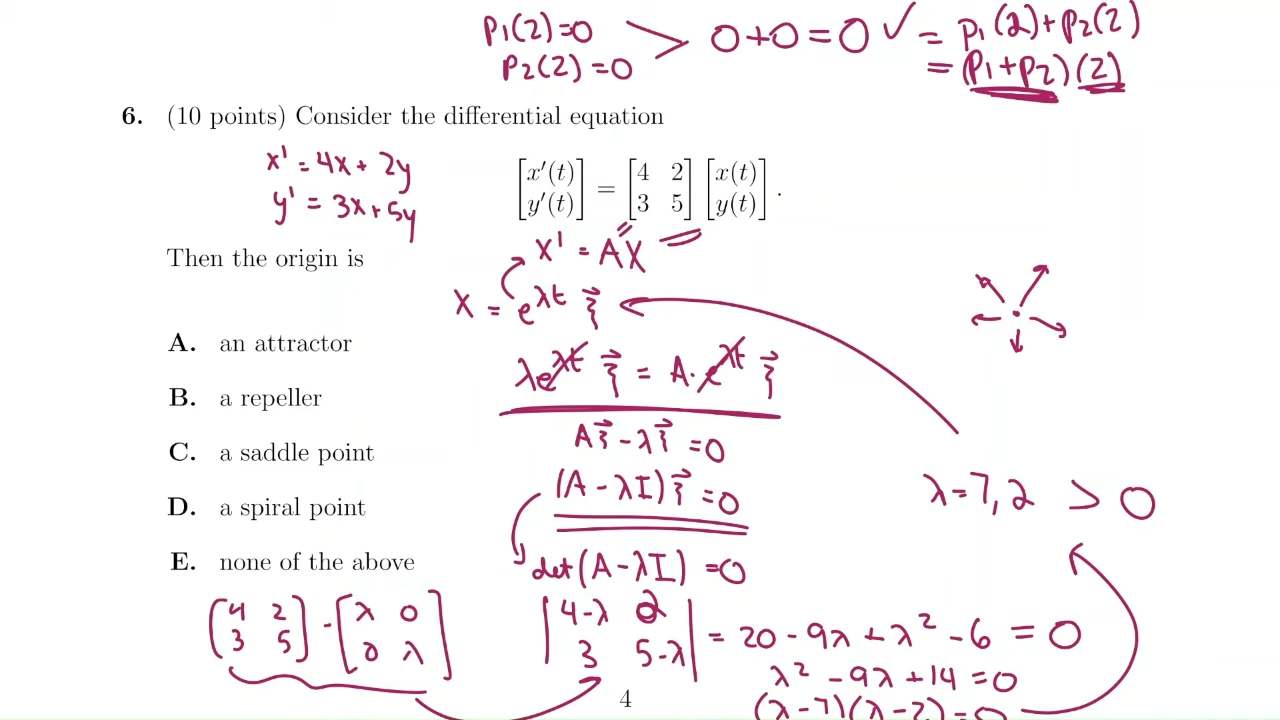 p1(2)=0
p2(2)=0
0+0=0 ✓ = p1(2)+p2(2)
= (p1+p2)(2)
6. (10 points) Consider the differential equation
x' = 4x + 2y
y' = 3x + 5y
[x′(t) y′(t)] = [4 2 3 5] [x(t) y(t)].
x' = Ax
Then the origin is
x = e^λt ξ⃗
A. an attractor
λe^λt ξ⃗ = A·e^λt ξ⃗
B. a repeller
Aξ⃗ - λξ⃗ = 0
C. a saddle point
(A - λI)ξ⃗ = 0
λ = 7, 2 > 0
D. a spiral point
det(A - λI) = 0
E. none of the above
(4 2 3 5) - [λ 0 0 λ]
|4-λ 2 3 5-λ| = 20 - 9λ + λ² - 6 = 0
λ² - 9λ + 14 = 0
(λ-7)(λ-2)=0
4